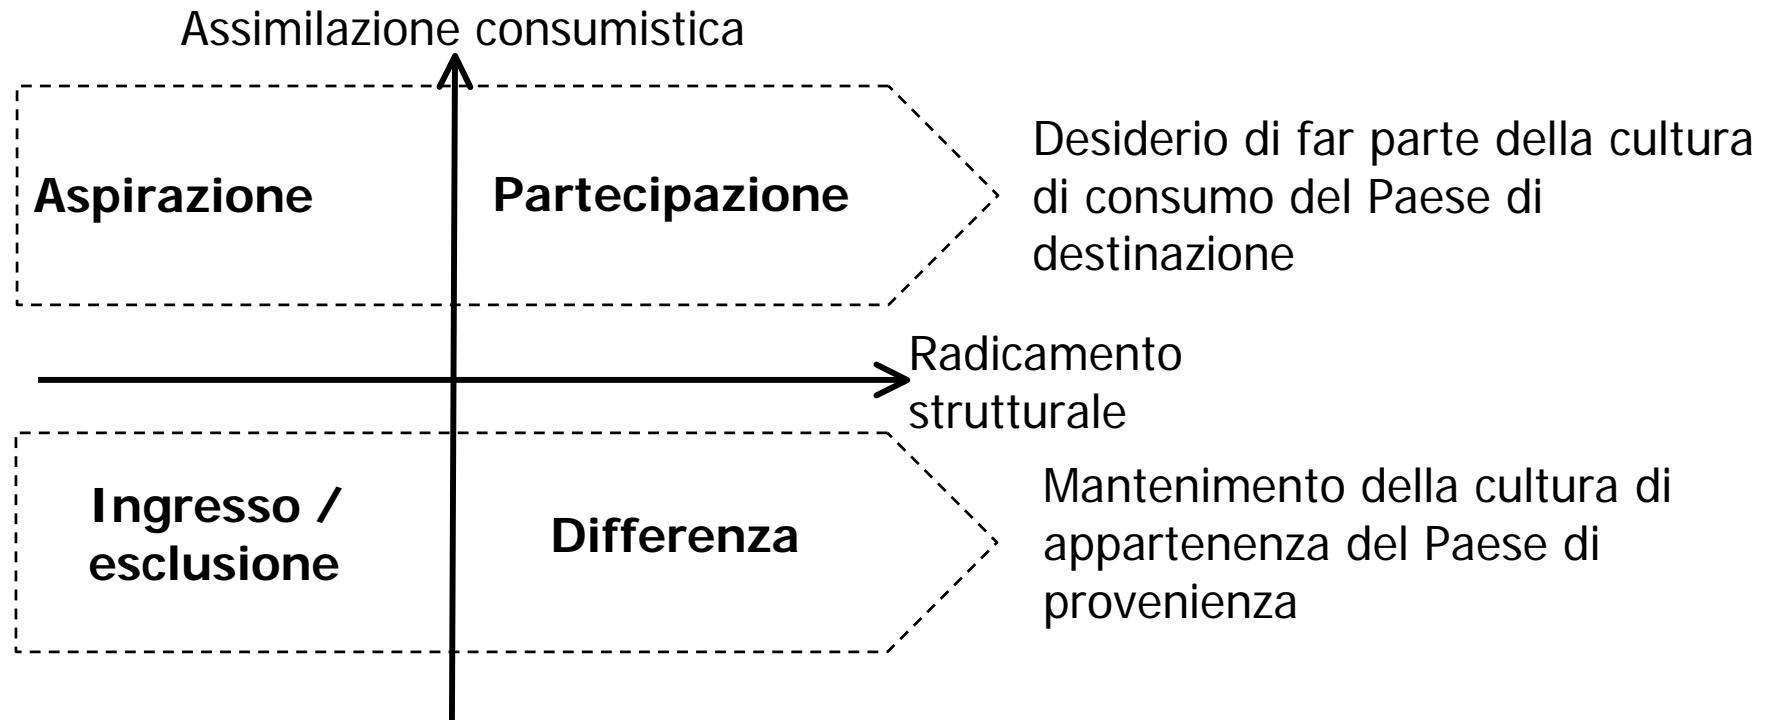 Assimilazione consumistica
Aspirazione
Partecipazione
Desiderio di far parte della cultura
di consumo del Paese di
destinazione
Radicamento
strutturale
Ingresso /
esclusione
Differenza
Mantenimento della cultura di
appartenenza del Paese di
provenienza